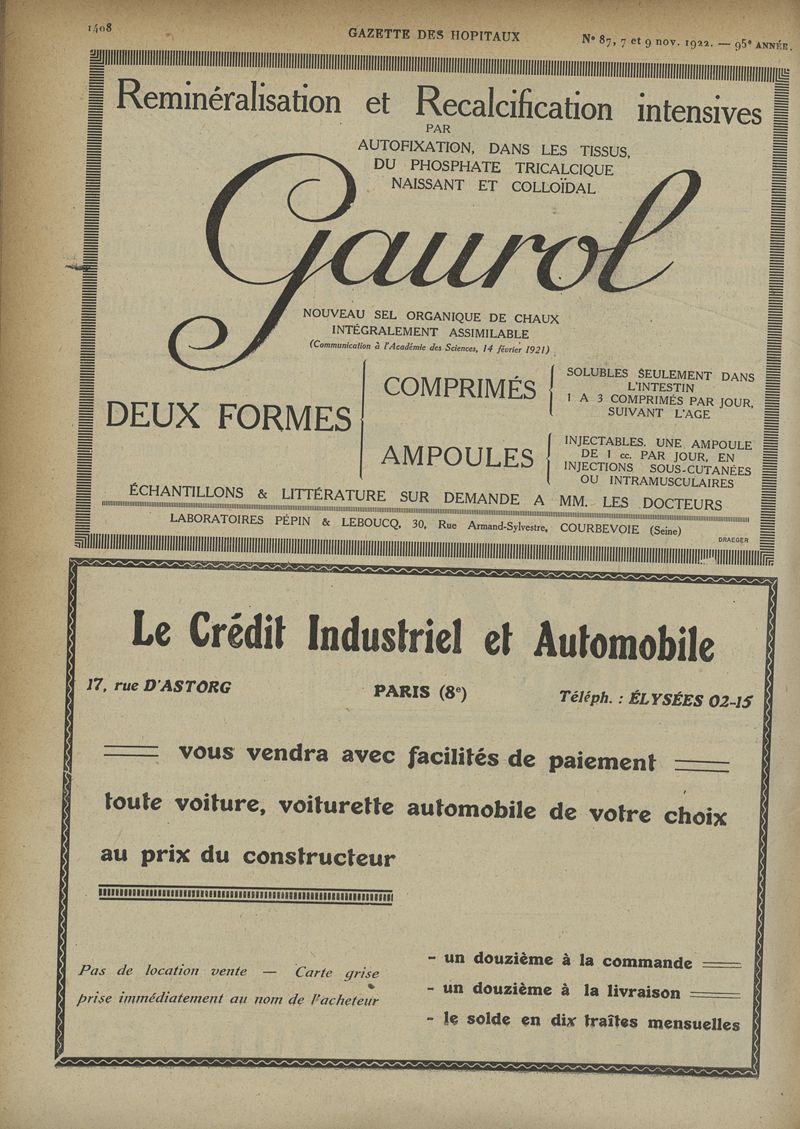 1408
GAZETTE DES HOPITAUX
N° 87, 7 et 9 nov. 1922. — 95e ANNÉE.
Reminéralisation et Recalcification intensives
PAR
AUTOFIXATION, DANS LES TISSUS,
DU PHOSPHATE TRICALCIQUE
NAISSANT ET COLLOÏDAL
Gaurol
NOUVEAU SEL ORGANIQUE DE CHAUX
INTÉGRALEMENT ASSIMILABLE
(Communication à l'Académie des Sciences, 14 février 1921)
DEUX FORMES
COMPRIMÉS
SOLUBLES SEULEMENT DANS
L'INTESTIN
1 A 3 COMPRIMÉS PAR JOUR,
SUIVANT L'AGE
AMPOULES
INJECTABLES. UNE AMPOULE
DE 1 cc. PAR JOUR, EN
INJECTIONS SOUS-CUTANÉES
OU INTRAMUSCULAIRES
ÉCHANTILLONS & LITTÉRATURE SUR DEMANDE A MM. LES DOCTEURS
LABORATOIRES PÉPIN & LEBOUCQ, 30, Rue Armand-Sylvestre, COURBEVOIE (Seine)
DRAEGER
Le Crédit Industriel et Automobile
17, rue D'ASTORG
PARIS (8e)
Téléph. : ÉLYSÉES 02-15
vous vendra avec facilités de paiement
toute voiture, voiturette automobile de votre choix
au prix du constructeur
Pas de location vente — Carte grise
prise immédiatement au nom de l'acheteur
- un douzième à la commande
- un douzième à la livraison
- le solde en dix traîtes mensuelles